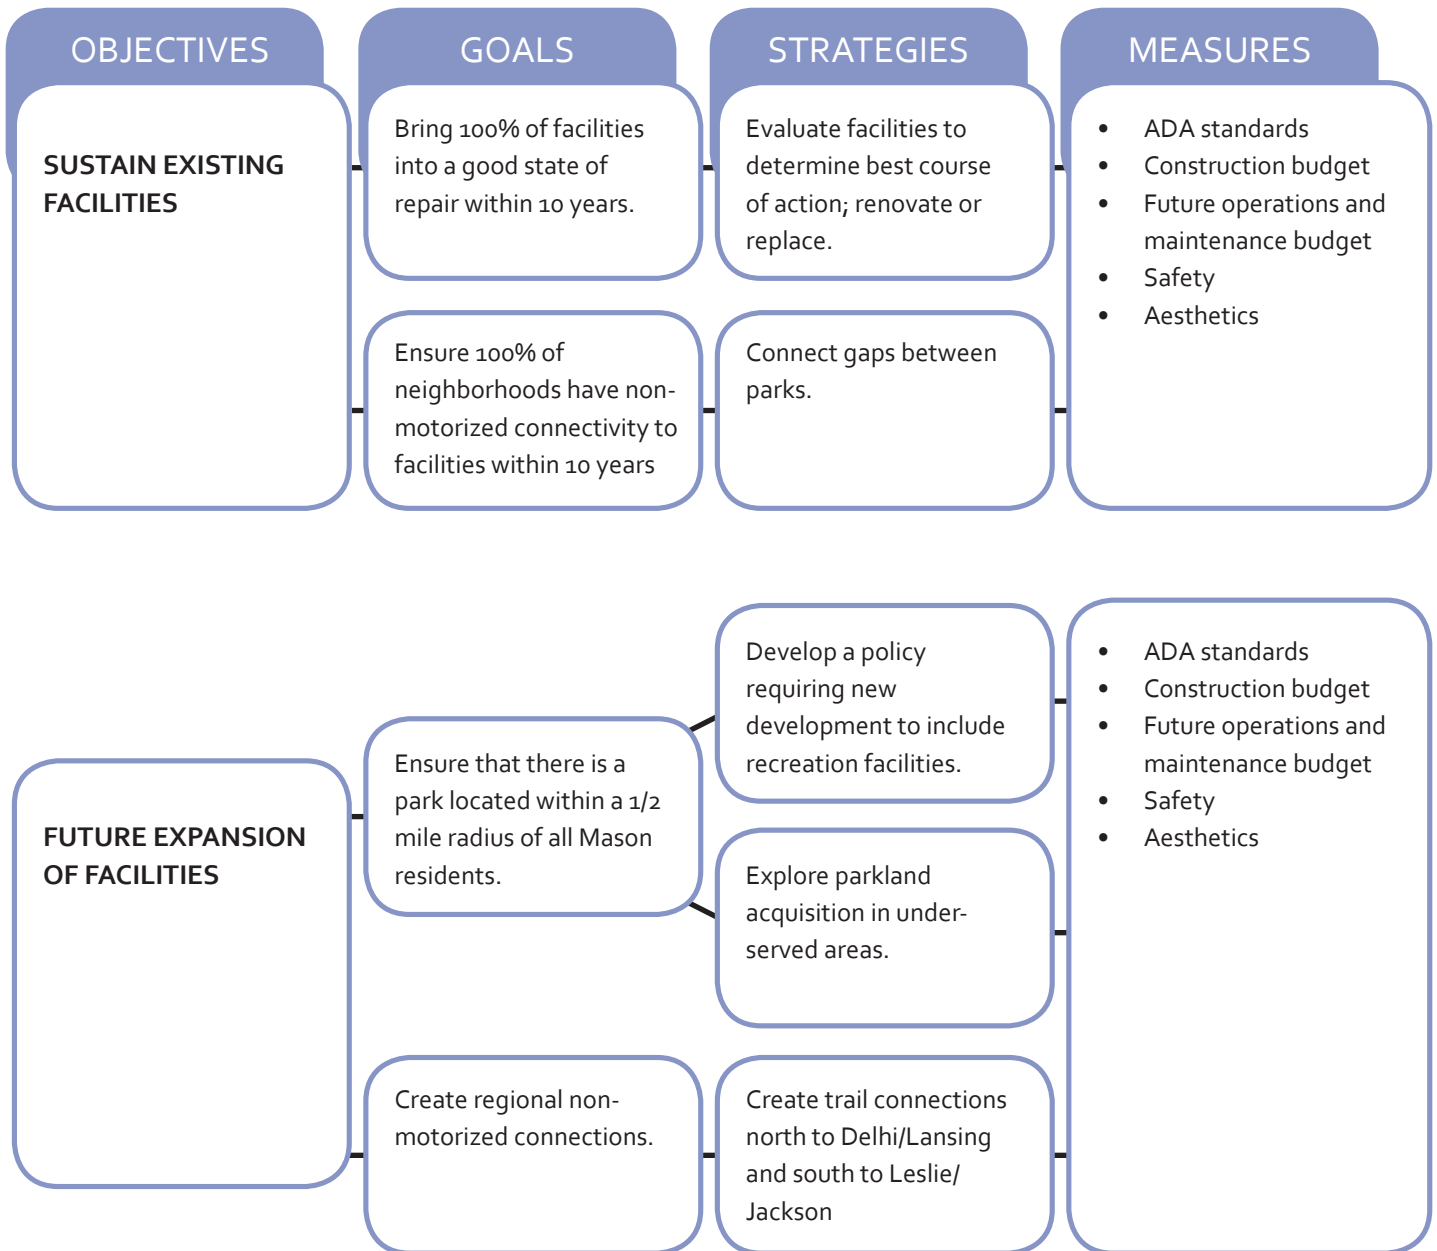 OBJECTIVES
GOALS
STRATEGIES
MEASURES
SUSTAIN EXISTING
FACILITIES
Bring 100% of facilities
into a good state of
repair within 10 years.
Evaluate facilities to
determine best course
of action; renovate or
replace.
• ADA standards
• Construction budget
• Future operations and
maintenance budget
• Safety
• Aesthetics
Ensure 100% of
neighborhoods have non-
motorized connectivity to
facilities within 10 years
Connect gaps between
parks.
FUTURE EXPANSION
OF FACILITIES
Ensure that there is a
park located within a 1/2
mile radius of all Mason
residents.
Develop a policy
requiring new
development to include
recreation facilities.
Explore parkland
acquisition in under-
served areas.
• ADA standards
• Construction budget
• Future operations and
maintenance budget
• Safety
• Aesthetics
Create regional non-
motorized connections.
Create trail connections
north to Delhi/Lansing
and south to Leslie/
Jackson